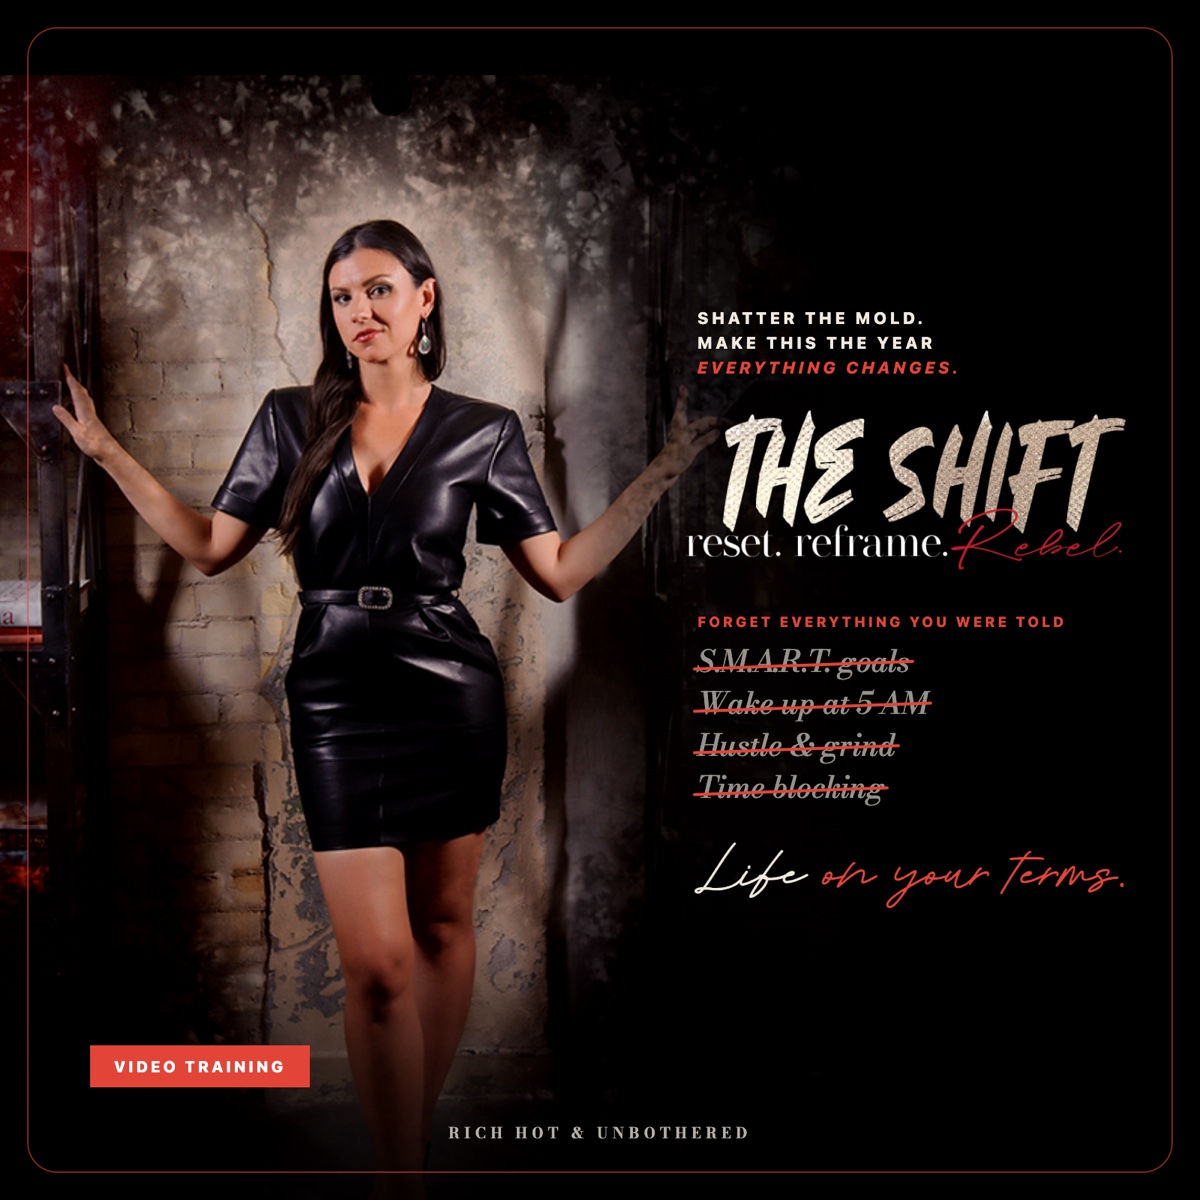 SHATTER THE MOLD.
MAKE THIS THE YEAR
EVERYTHING CHANGES.
THE SHIFT
reset. reframe. Rebel.
FORGET EVERYTHING YOU WERE TOLD
S.M.A.R.T. goals
Wake up at 5 AM
Hustle & grind
Time blocking
Life on your terms.
a
VIDEO TRAINING
RICH HOT & UNBOTHERED